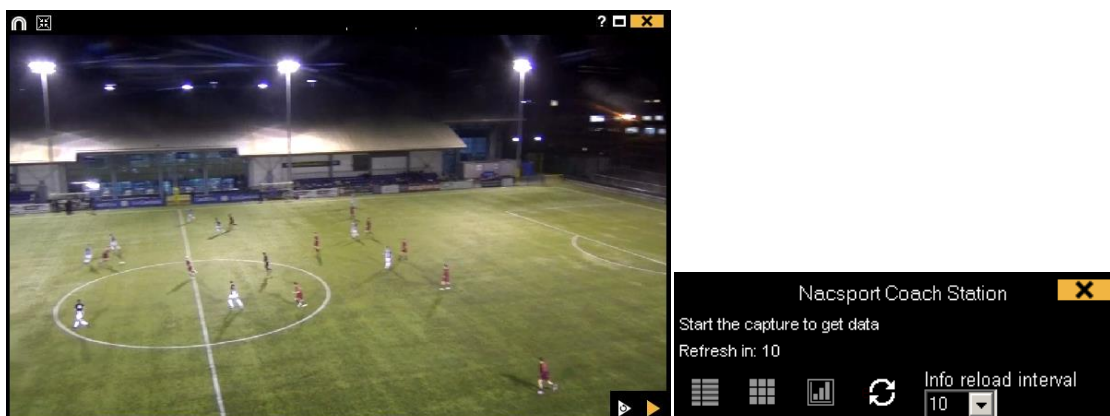 ?
Nacsport Coach Station
Start the capture to get data
Refresh in: 10
Info reload interval
10